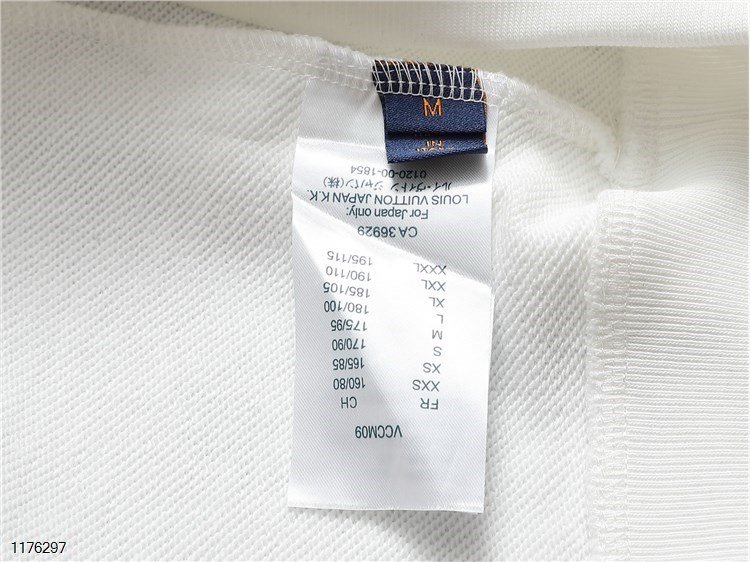 M
VCCM09
FR CH
XXS 160/80
XS 165/85
S 170/90
M 175/95
L 180/100
XL 185/105
XXL 190/110
XXXL 195/115
CA 36929
For Japan only:
LOUIS VUITTON JAPAN K.K.
ルイ・ヴィトン ジャパン(株)
0120-00-1854
1176297